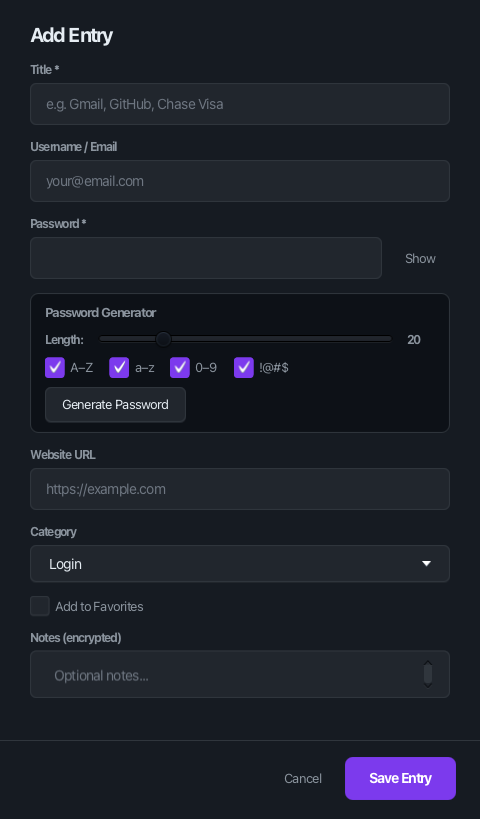 Add Entry
Title *
e.g. Gmail, GitHub, Chase Visa
Username / Email
your@email.com
Password *
Show
Password Generator
Length: 20
A–Z a–z 0–9 !@#$
Generate Password
Website URL
https://example.com
Category
Login
Add to Favorites
Notes (encrypted)
Optional notes...
Cancel Save Entry